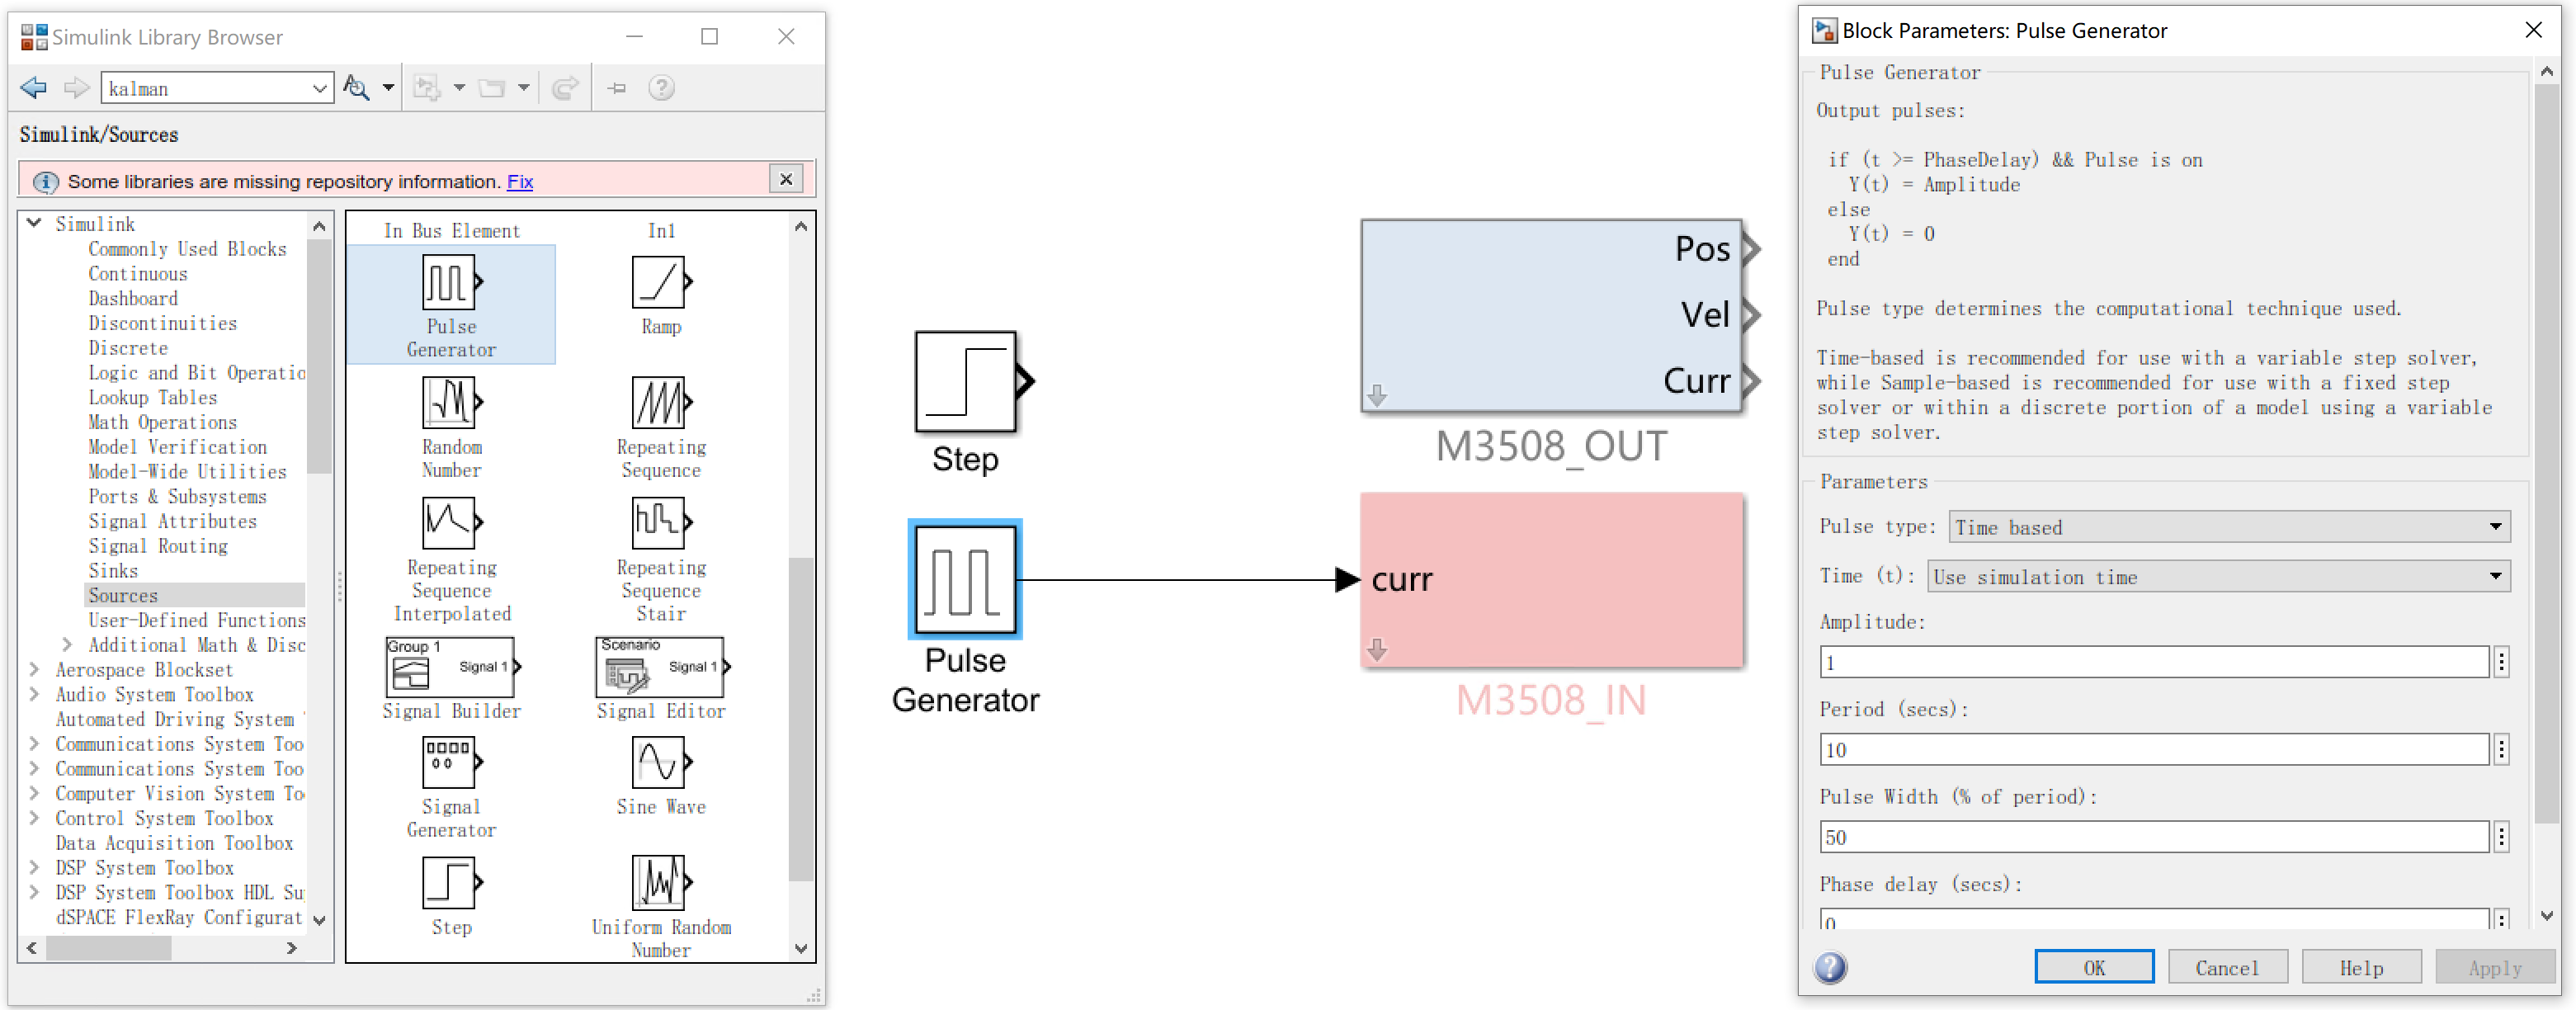 Simulink Library Browser
kalman
Simulink/Sources
Some libraries are missing repository information. Fix
Simulink
Commonly Used Blocks
Continuous
Dashboard
Discontinuities
Discrete
Logic and Bit Operatio
Lookup Tables
Math Operations
Model Verification
Model-Wide Utilities
Ports & Subsystems
Signal Attributes
Signal Routing
Sinks
Sources
User-Defined Functions
Additional Math & Disc
Aerospace Blockset
Audio System Toolbox
Automated Driving System
Communications System Too
Communications System Too
Computer Vision System To
Control System Toolbox
Data Acquisition Toolbox
DSP System Toolbox
DSP System Toolbox HDL Su
dSPACE FlexRay Configurat
In Bus Element
In1
Pulse
Generator
Ramp
Random
Number
Repeating
Sequence
Repeating
Sequence
Interpolated
Repeating
Sequence
Stair
Group 1
Signal 1
Signal Builder
Scenario
Signal 1
Signal Editor
Signal
Generator
Sine Wave
Step
Uniform Random
Number
Step
Pulse
Generator
Pos
Vel
Curr
M3508_OUT
curr
M3508_IN
Block Parameters: Pulse Generator
Pulse Generator
Output pulses:
if (t >= PhaseDelay) && Pulse is on
Y(t) = Amplitude
else
Y(t) = 0
end
Pulse type determines the computational technique used.
Time-based is recommended for use with a variable step solver,
while Sample-based is recommended for use with a fixed step
solver or within a discrete portion of a model using a variable
step solver.
Parameters
Pulse type: Time based
Time (t): Use simulation time
Amplitude:
1
Period (secs):
10
Pulse Width (% of period):
50
Phase delay (secs):
0
OK
Cancel
Help
Apply